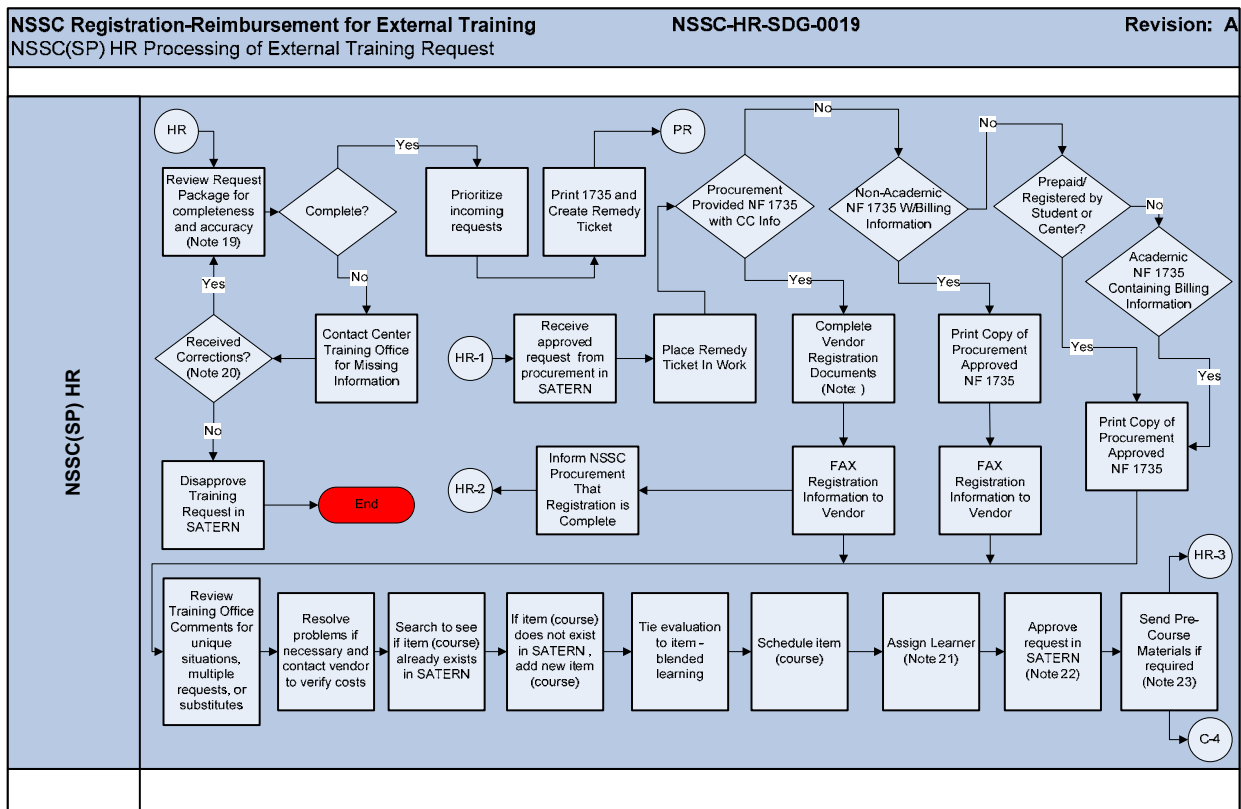 NSSC Registration-Reimbursement for External Training
NSSC-HR-SDG-0019
Revision: A
NSSC(SP) HR Processing of External Training Request
NSSC(SP) HR
HR
Review Request
Package for
completeness
and accuracy
(Note 19)
Complete?
Yes
No
Prioritize
incoming
requests
Print 1735 and
Create Remedy
Ticket
PR
Procurement
Provided NF 1735
with CC Info
No
Yes
Non-Academic
NF 1735 W/Billing
Information
No
Yes
Prepaid/
Registered by
Student or
Center?
No
Yes
Academic
NF 1735
Containing Billing
Information
Yes
Yes
Received
Corrections?
(Note 20)
No
Contact Center
Training Office
for Missing
Information
HR-1
Receive
approved
request from
procurement in
SATERN
Place Remedy
Ticket In Work
Complete
Vendor
Registration
Documents
(Note: )
Print Copy of
Procurement
Approved
NF 1735
Print Copy of
Procurement
Approved
NF 1735
Disapprove
Training
Request in
SATERN
End
HR-2
Inform NSSC
Procurement
That
Registration is
Complete
FAX
Registration
Information to
Vendor
FAX
Registration
Information to
Vendor
Review
Training Office
Comments for
unique
situations,
multiple
requests, or
substitutes
Resolve
problems if
necessary and
contact vendor
to verify costs
Search to see
if item (course)
already exists
in SATERN
If item (course)
does not exist
in SATERN ,
add new item
(course)
Tie evaluation
to item -
blended
learning
Schedule item
(course)
Assign Learner
(Note 21)
Approve
request in
SATERN
(Note 22)
Send Pre-
Course
Materials if
required
(Note 23)
HR-3
C-4